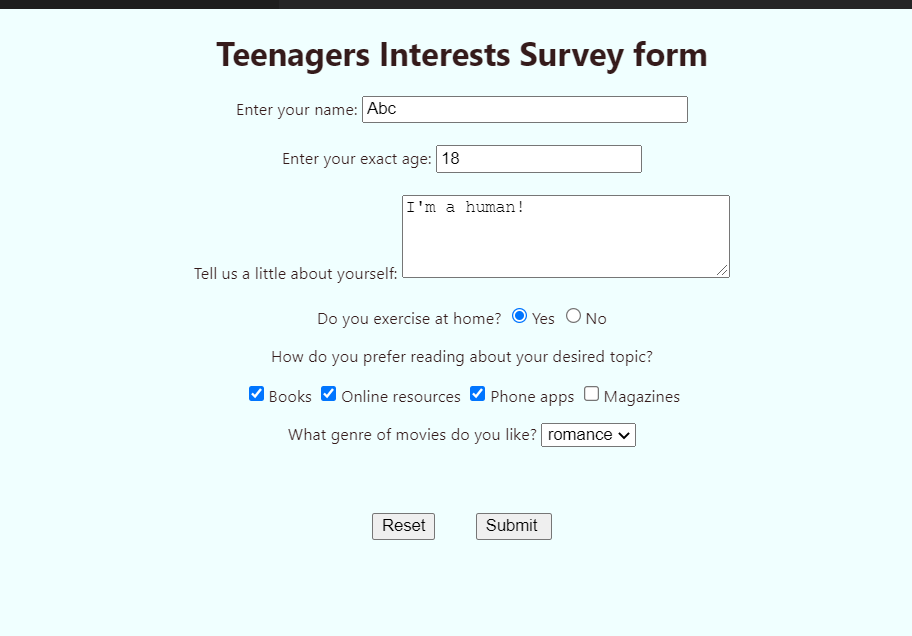 Teenagers Interests Survey form
Enter your name: Abc
Enter your exact age: 18
I'm a human!
Tell us a little about yourself:
Do you exercise at home? Yes No
How do you prefer reading about your desired topic?
Books Online resources Phone apps Magazines
What genre of movies do you like? romance
Reset Submit